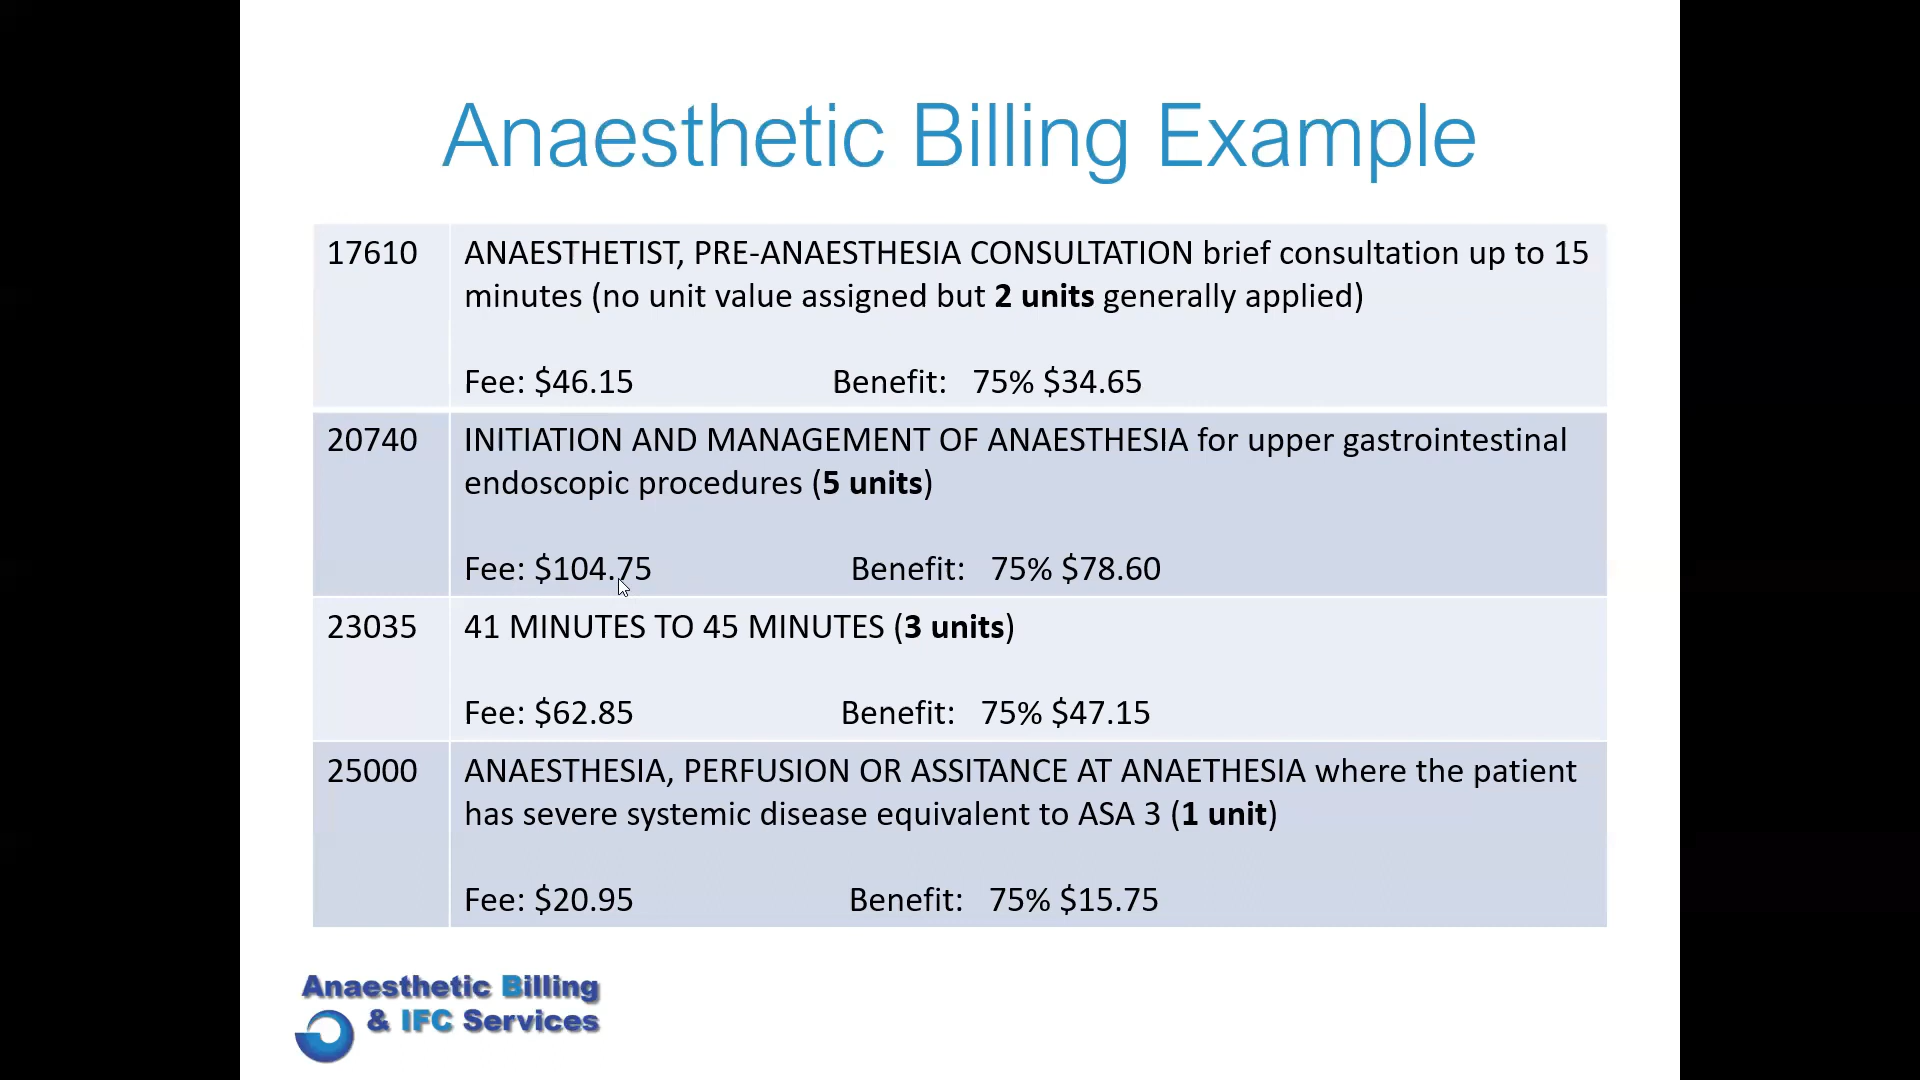 Anaesthetic Billing Example
17610
ANAESTHETIST, PRE-ANAESTHESIA CONSULTATION brief consultation up to 15
minutes (no unit value assigned but 2 units generally applied)
Fee: $46.15 Benefit: 75% $34.65
20740
INITIATION AND MANAGEMENT OF ANAESTHESIA for upper gastrointestinal
endoscopic procedures (5 units)
Fee: $104.75 Benefit: 75% $78.60
23035
41 MINUTES TO 45 MINUTES (3 units)
Fee: $62.85 Benefit: 75% $47.15
25000
ANAESTHESIA, PERFUSION OR ASSITANCE AT ANAETHESIA where the patient
has severe systemic disease equivalent to ASA 3 (1 unit)
Fee: $20.95 Benefit: 75% $15.75
Anaesthetic Billing
& IFC Services